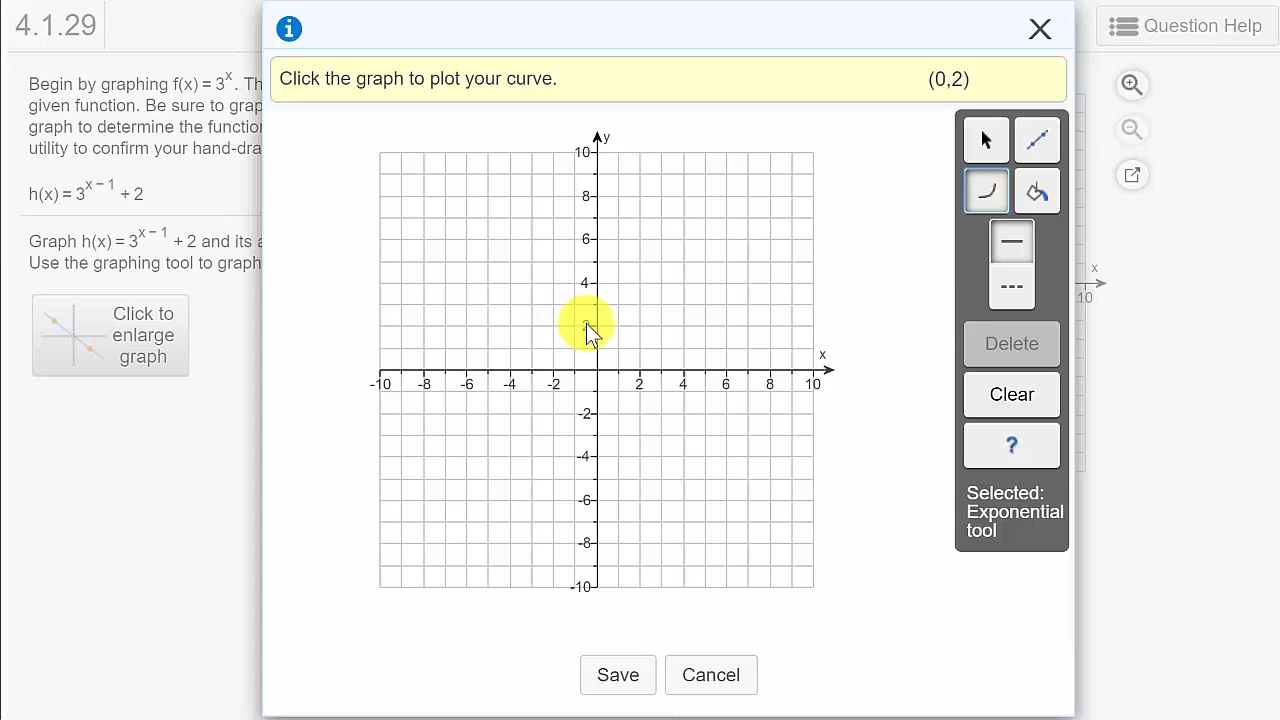 4.1.29
Question Help
Begin by graphing f(x) = 3^x. Th
given function. Be sure to grap
graph to determine the function
utility to confirm your hand-dra
h(x) = 3^x − 1 + 2
Graph h(x) = 3^x − 1 + 2 and its a
Use the graphing tool to graph
Click to
enlarge
graph
Click the graph to plot your curve.
(0,2)
y
10
8
6
4
x
-10 -8 -6 -4 -2 2 4 6 8 10
-2
-4
-6
-8
-10
Delete
Clear
?
Selected:
Exponential
tool
Save
Cancel
x
10